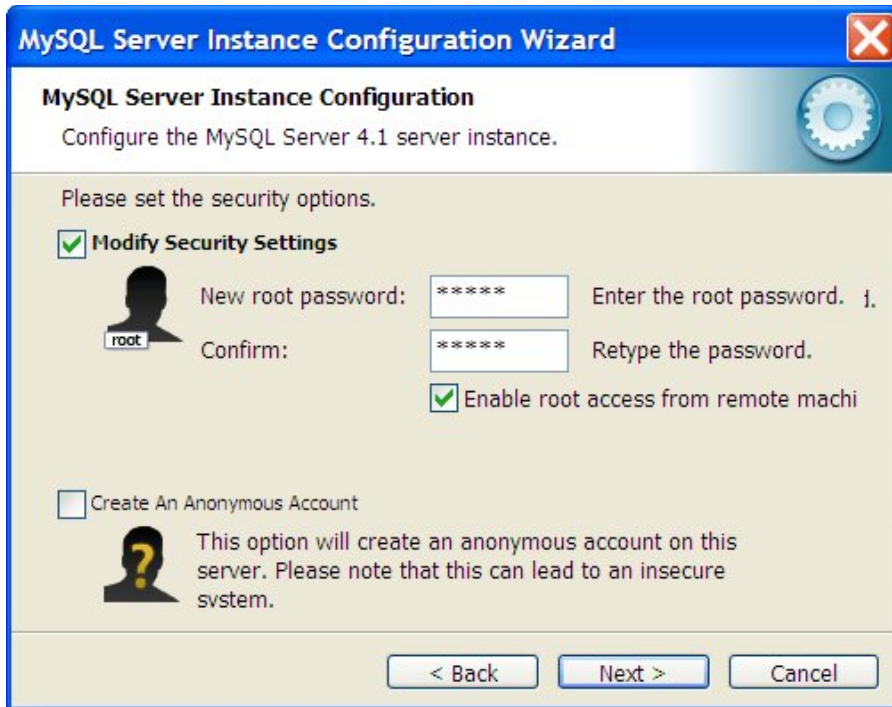 MySQL Server Instance Configuration Wizard
MySQL Server Instance Configuration
Configure the MySQL Server 4.1 server instance.
Please set the security options.
Modify Security Settings
New root password: ***** Enter the root password.
root
Confirm: ***** Retype the password.
Enable root access from remote machi
Create An Anonymous Account
?
This option will create an anonymous account on this
server. Please note that this can lead to an insecure
system.
< Back Next > Cancel